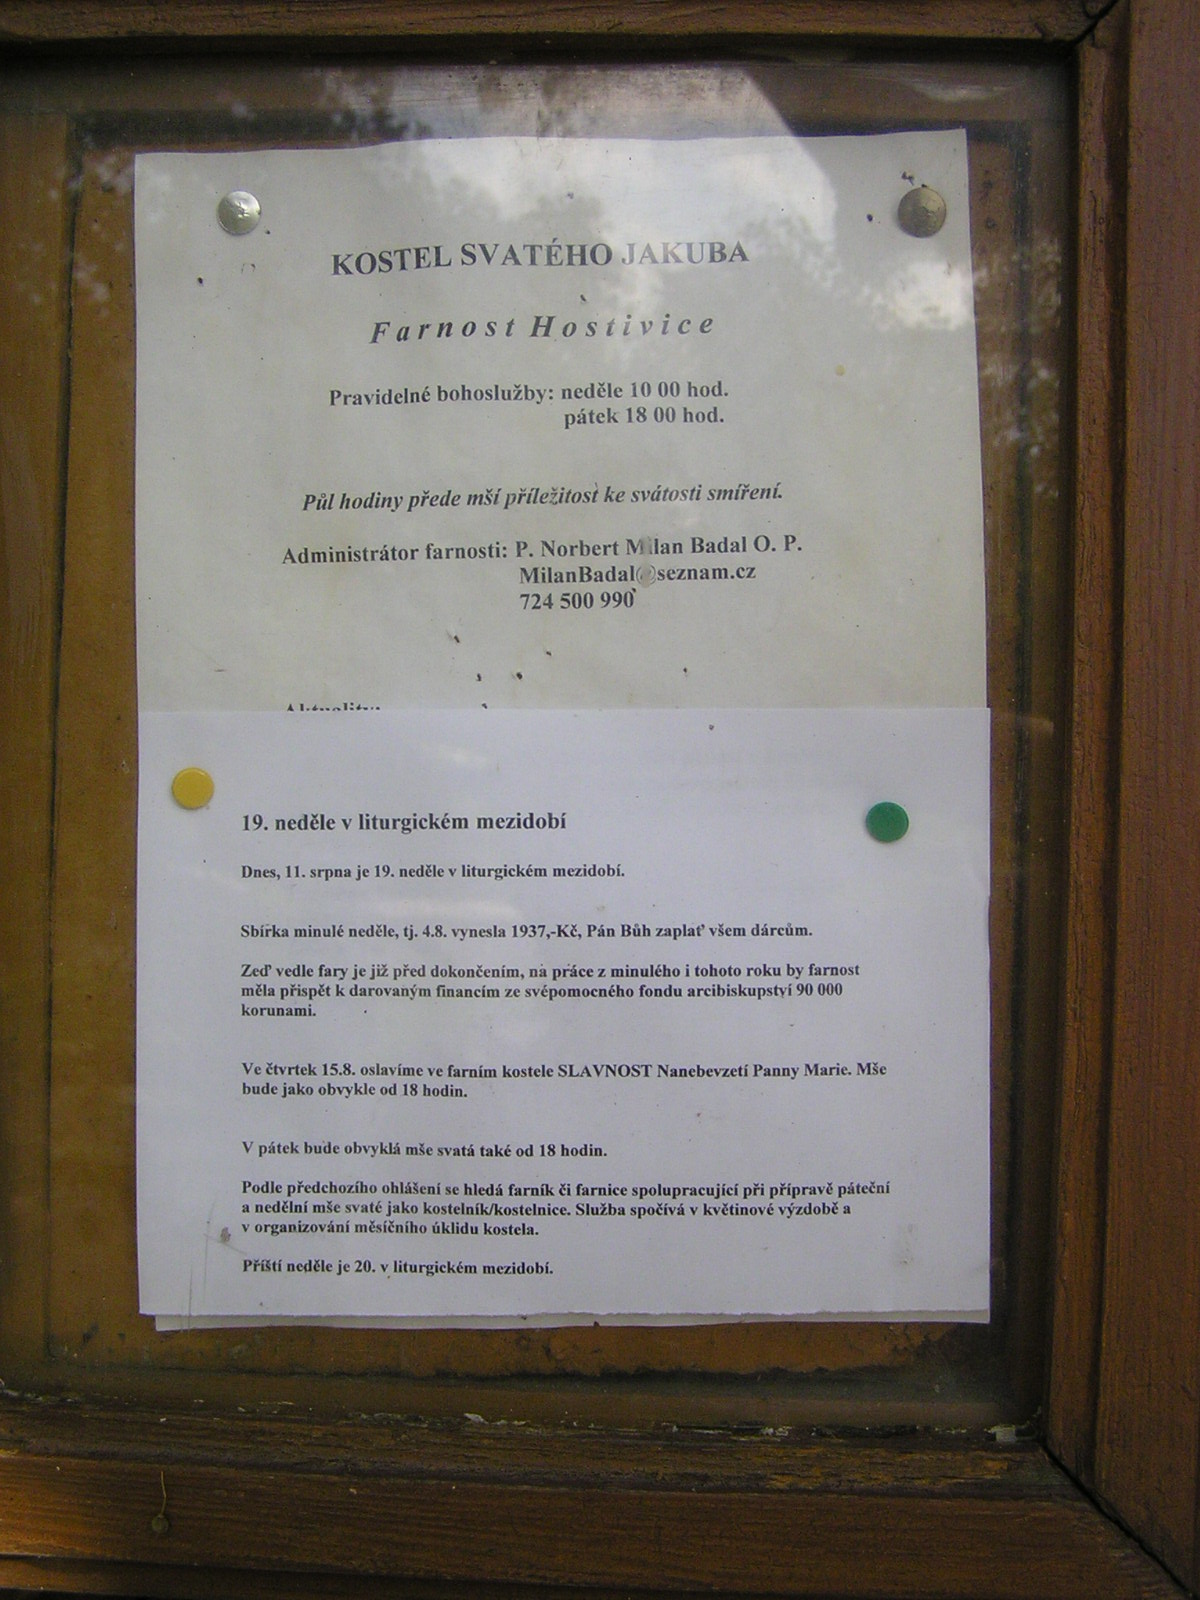 KOSTEL SVATÉHO JAKUBA
Farnost Hostivice
Pravidelné bohoslužby: neděle 10 00 hod.
pátek 18 00 hod.
Půl hodiny přede mší příležitost ke svátosti smíření.
Administrátor farnosti: P. Norbert Milan Badal O. P.
MilanBadal@seznam.cz
724 500 990
Aktuality:
19. neděle v liturgickém mezidobí
Dnes, 11. srpna je 19. neděle v liturgickém mezidobí.
Sbírka minulé neděle, tj. 4.8. vynesla 1937,-Kč, Pán Bůh zaplať všem dárcům.
Zeď vedle fary je již před dokončením, na práce z minulého i tohoto roku by farnost
měla přispět k darovaným financím ze svépomocného fondu arcibiskupství 90 000
korunami.
Ve čtvrtek 15.8. oslavíme ve farním kostele SLAVNOST Nanebevzetí Panny Marie. Mše
bude jako obvykle od 18 hodin.
V pátek bude obvyklá mše svatá také od 18 hodin.
Podle předchozího ohlášení se hledá farník či farnice spolupracující při přípravě páteční
a nedělní mše svaté jako kostelník/kostelnice. Služba spočívá v květinové výzdobě a
v organizování měsíčního úklidu kostela.
Příští neděle je 20. v liturgickém mezidobí.